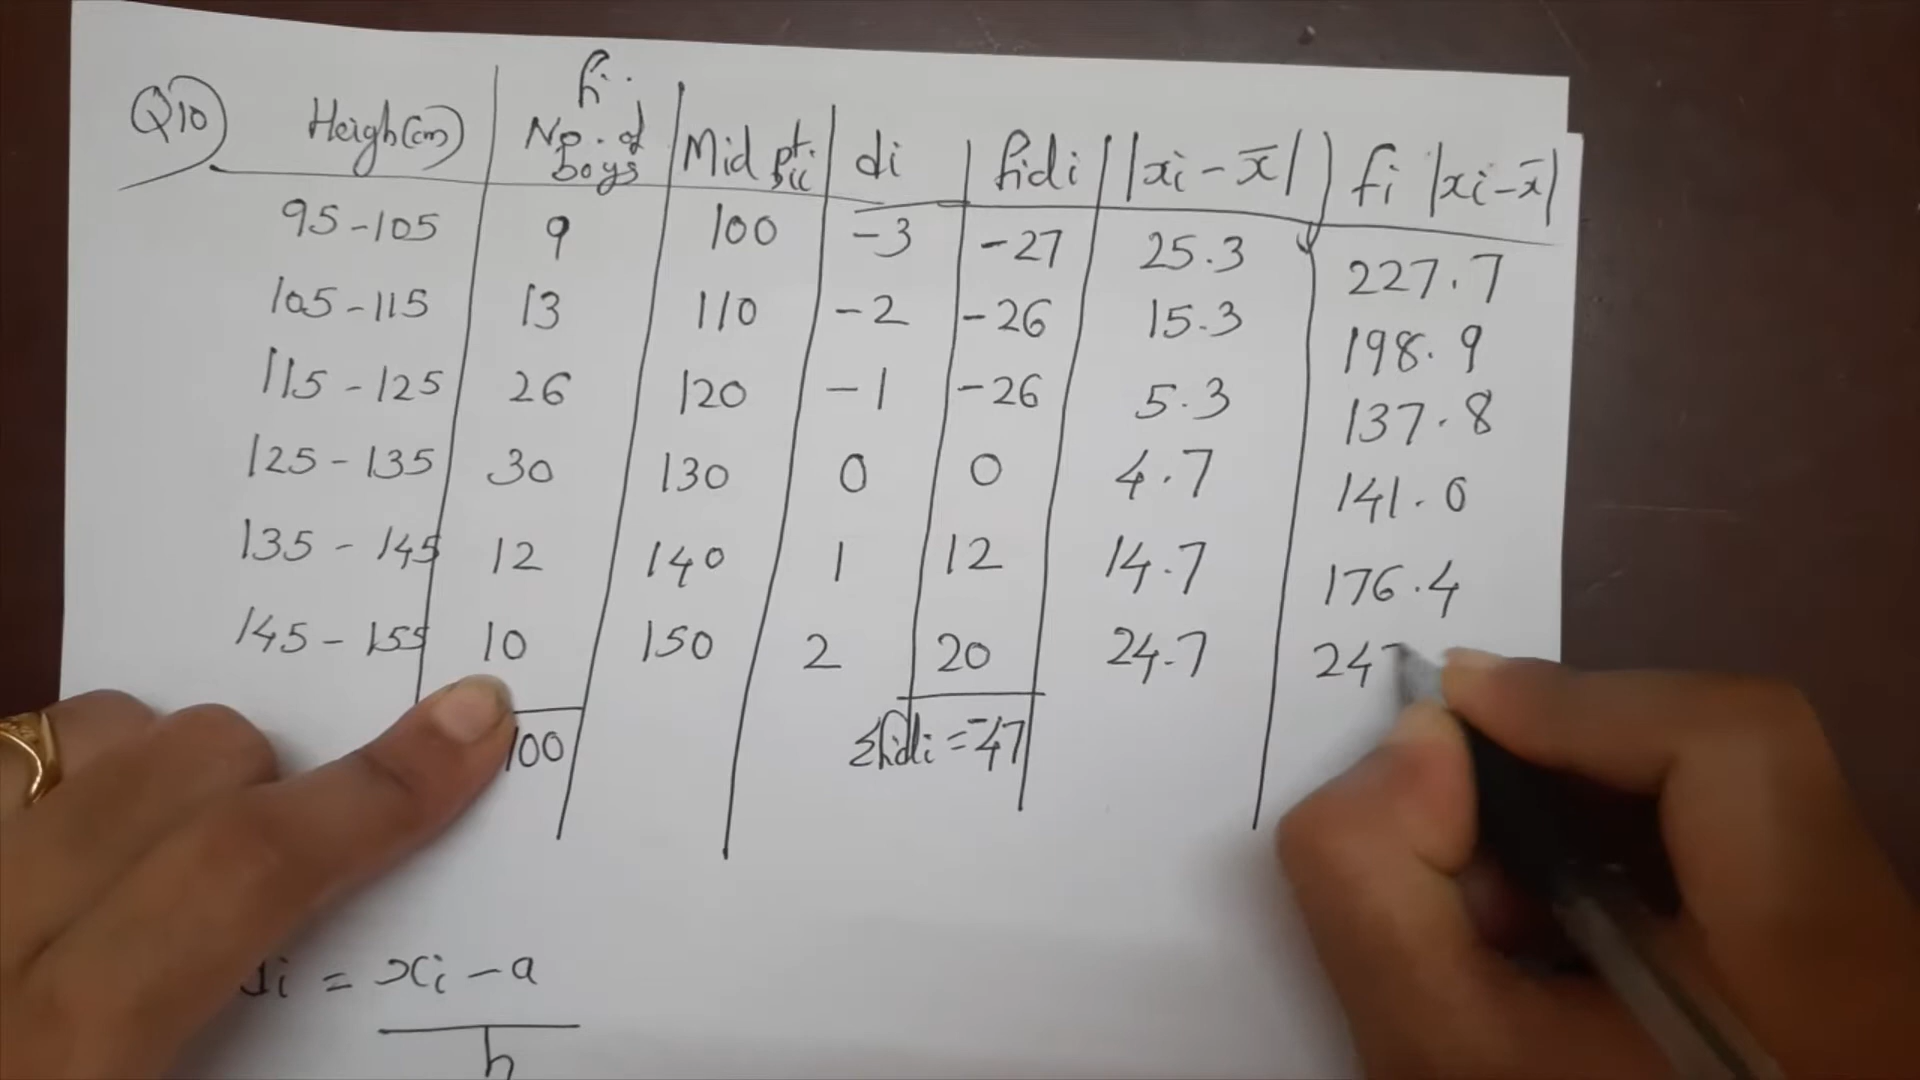 Q10 Heigh(cm) fi No. of boys Mid pt. xi di fidi |xi - x̄| fi |xi - x̄|
95-105 9 100 -3 -27 25.3 227.7
105-115 13 110 -2 -26 15.3 198.9
115-125 26 120 -1 -26 5.3 137.8
125-135 30 130 0 0 4.7 141.0
135-145 12 140 1 12 14.7 176.4
145-155 10 150 2 20 24.7 247
100 Σfidi = -47
di = xi - a
h